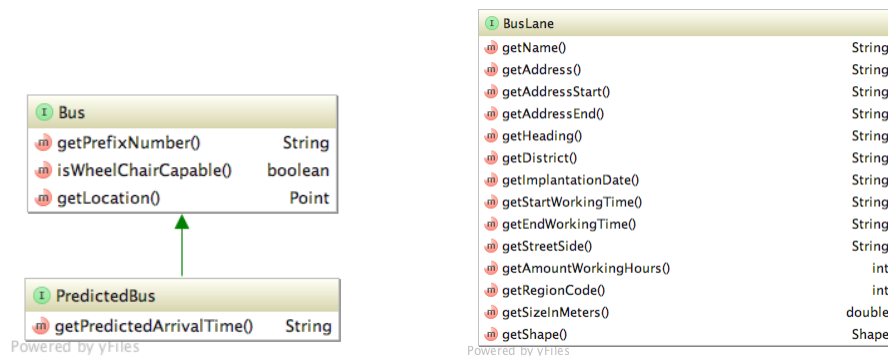 I Bus
m getPrefixNumber() String
m isWheelChairCapable() boolean
m getLocation() Point
I PredictedBus
m getPredictedArrivalTime() String
Powered by yFiles
I BusLane
m getName() String
m getAddress() String
m getAddressStart() String
m getAddressEnd() String
m getHeading() String
m getDistrict() String
m getImplantationDate() String
m getStartWorkingTime() String
m getEndWorkingTime() String
m getStreetSide() String
m getAmountWorkingHours() int
m getRegionCode() int
m getSizeInMeters() double
m getShape() Shape
Powered by yFiles